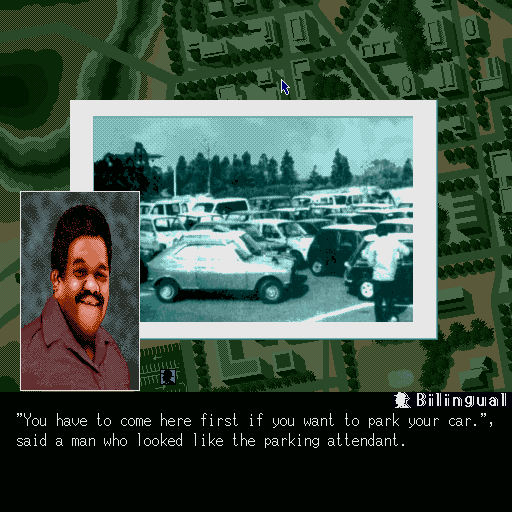 Bilingual
"You have to come here first if you want to park your car.",
said a man who looked like the parking attendant.